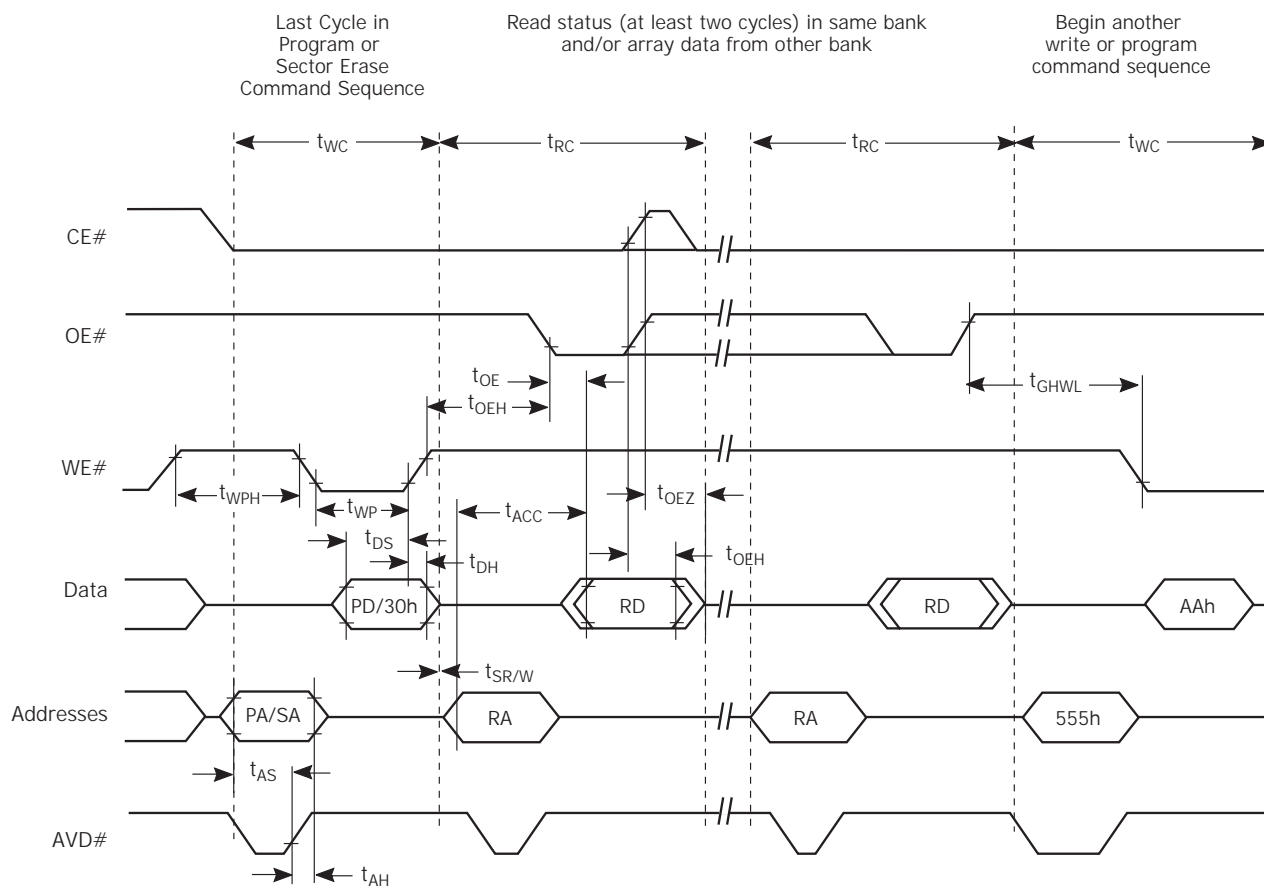 Last Cycle in
Program or
Sector Erase
Command Sequence
Read status (at least two cycles) in same bank
and/or array data from other bank
Begin another
write or program
command sequence
tWC
tRC
tRC
tWC
CE#
OE#
tOE
tOEH
tGHWL
WE#
tWPH
tWP
tACC
tOEZ
tDS
tDH
tOEH
Data
PD/30h
RD
RD
AAh
tSR/W
Addresses
PA/SA
RA
RA
555h
tAS
AVD#
tAH